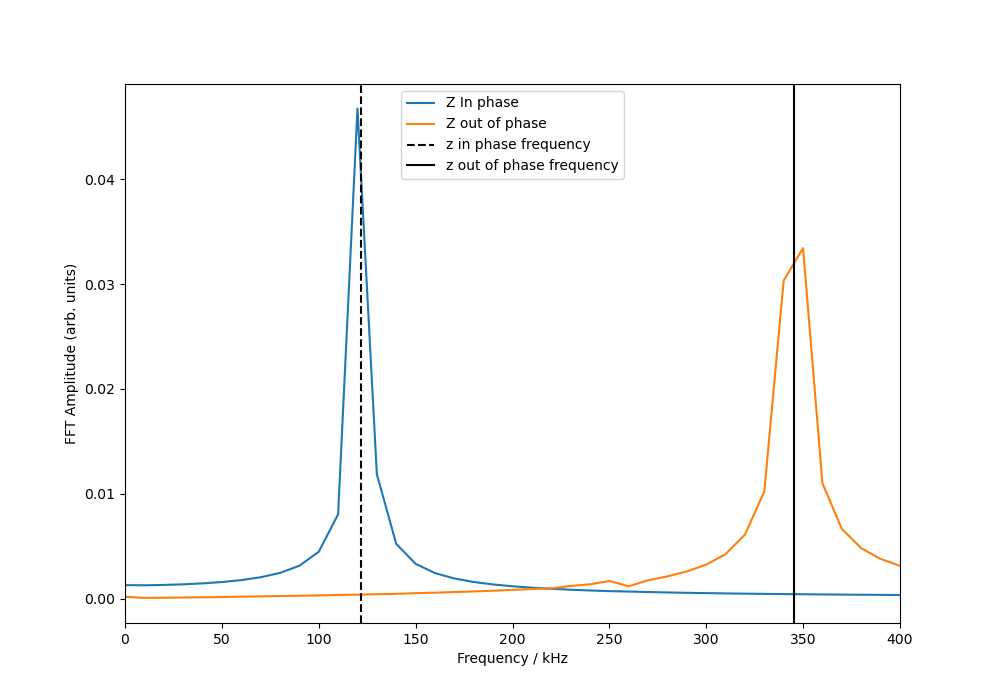 Z In phase
Z out of phase
z in phase frequency
z out of phase frequency
0.04
0.03
0.02
0.01
0.00
FFT Amplitude (arb. units)
0 50 100 150 200 250 300 350 400
Frequency / kHz